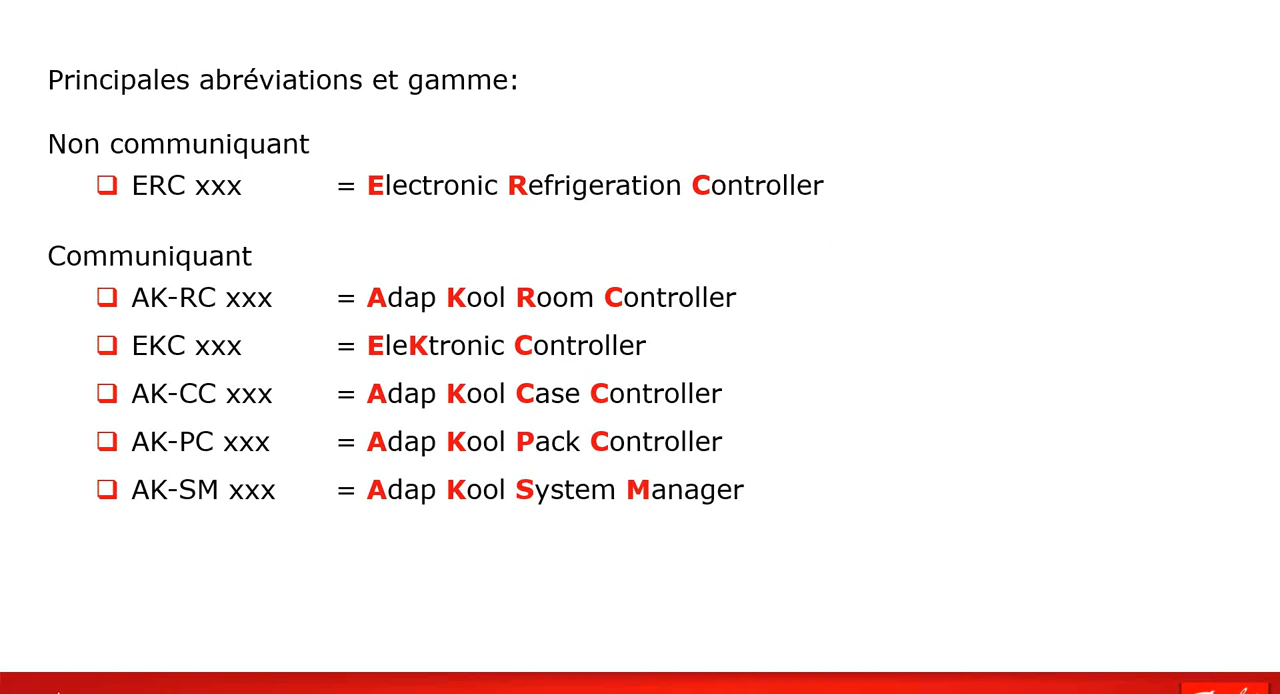 Principales abréviations et gamme:
Non communiquant
❑ ERC xxx = Electronic Refrigeration Controller
Communiquant
❑ AK-RC xxx = Adap Kool Room Controller
❑ EKC xxx = EleKtronic Controller
❑ AK-CC xxx = Adap Kool Case Controller
❑ AK-PC xxx = Adap Kool Pack Controller
❑ AK-SM xxx = Adap Kool System Manager